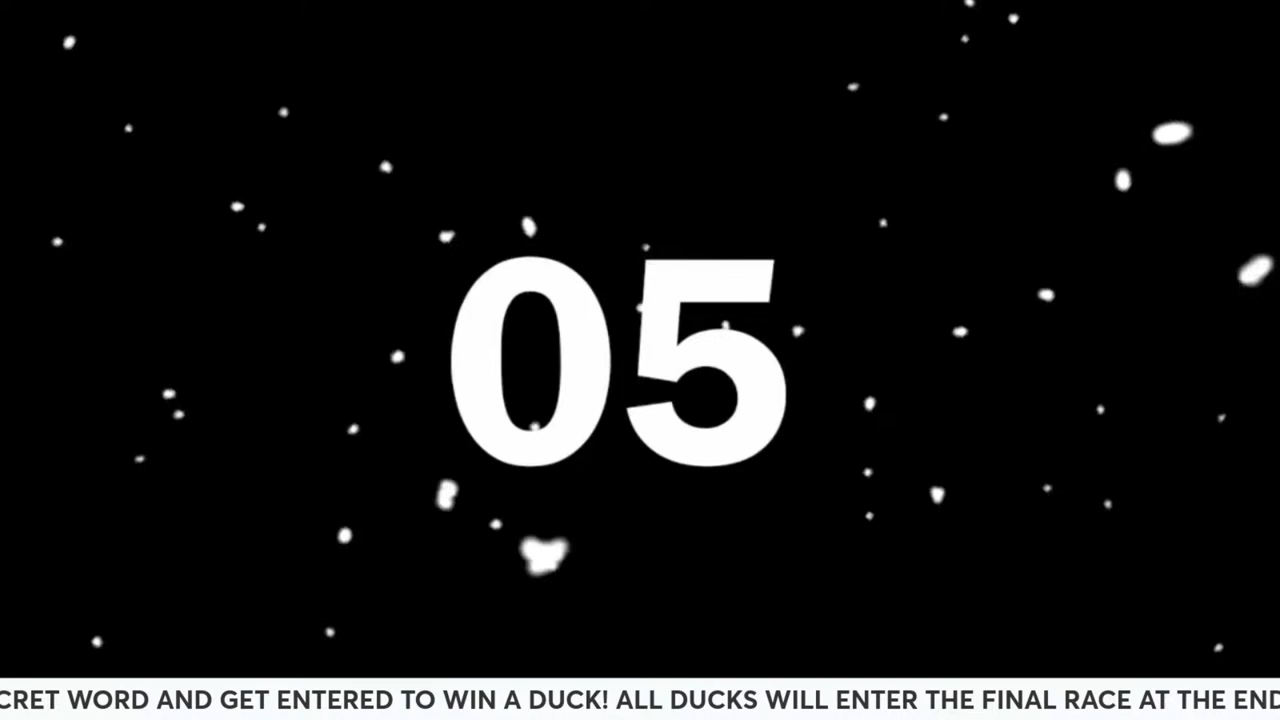 05
CRET WORD AND GET ENTERED TO WIN A DUCK! ALL DUCKS WILL ENTER THE FINAL RACE AT THE END